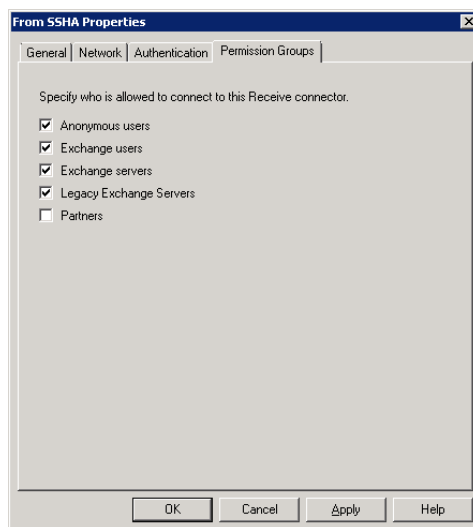 From SSHA Properties
General Network Authentication Permission Groups
Specify who is allowed to connect to this Receive connector.
Anonymous users
Exchange users
Exchange servers
Legacy Exchange Servers
Partners
OK Cancel Apply Help